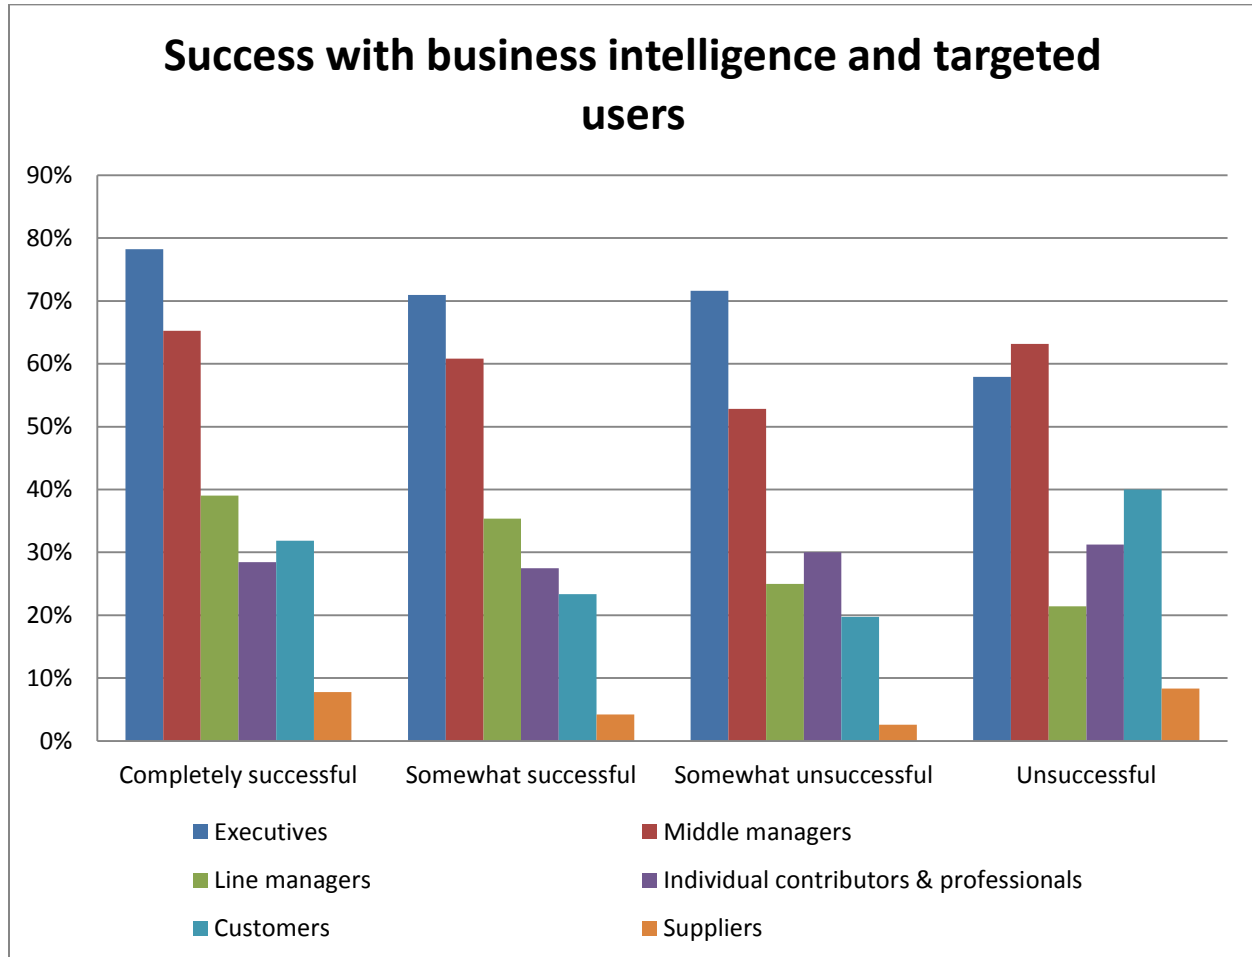 Success with business intelligence and targeted
users
90%
80%
70%
60%
50%
40%
30%
20%
10%
0%
Completely successful
Somewhat successful
Somewhat unsuccessful
Unsuccessful
Executives
Middle managers
Line managers
Individual contributors & professionals
Customers
Suppliers